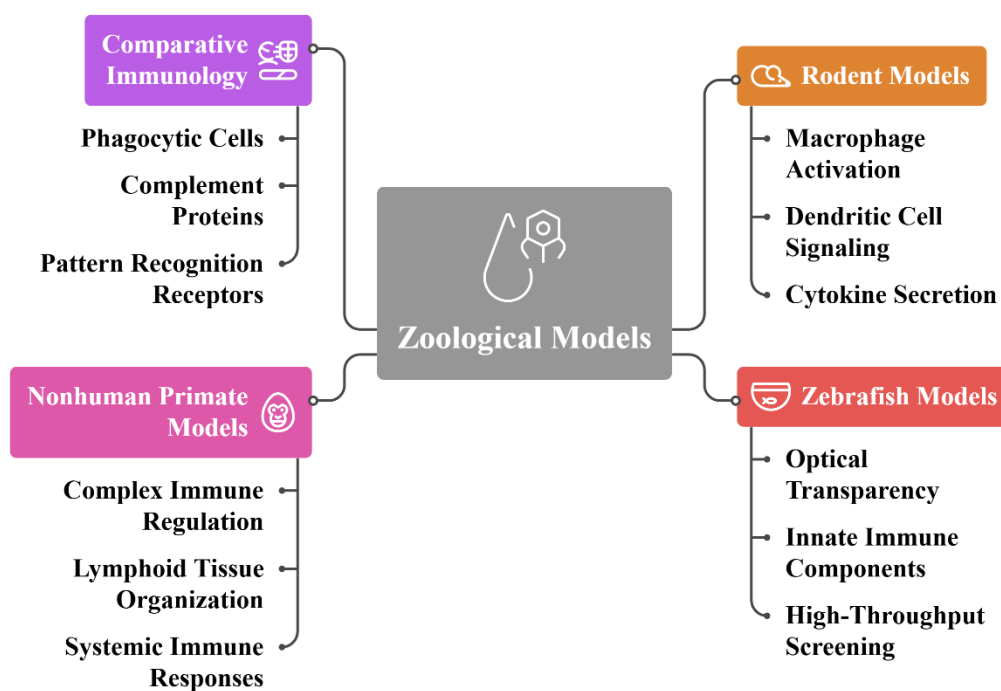 Comparative
Immunology
Phagocytic Cells
Complement
Proteins
Pattern Recognition
Receptors
Rodent Models
Macrophage
Activation
Dendritic Cell
Signaling
Cytokine Secretion
Zoological Models
Nonhuman Primate
Models
Complex Immune
Regulation
Lymphoid Tissue
Organization
Systemic Immune
Responses
Zebrafish Models
Optical
Transparency
Innate Immune
Components
High-Throughput
Screening